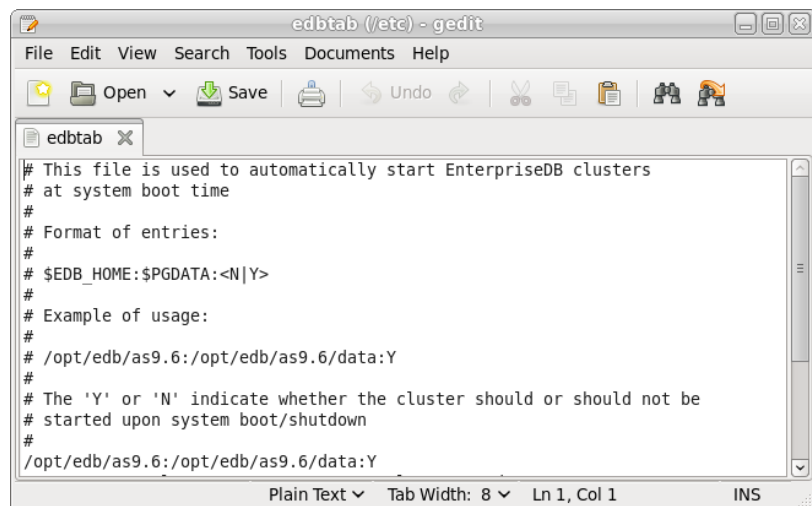 edbtab (/etc) - gedit
File Edit View Search Tools Documents Help
Open Save Undo
edbtab
# This file is used to automatically start EnterpriseDB clusters
# at system boot time
#
# Format of entries:
#
# $EDB_HOME:$PGDATA:<N|Y>
#
# Example of usage:
#
# /opt/edb/as9.6:/opt/edb/as9.6/data:Y
#
# The 'Y' or 'N' indicate whether the cluster should or should not be
# started upon system boot/shutdown
#
/opt/edb/as9.6:/opt/edb/as9.6/data:Y
Plain Text Tab Width: 8 Ln 1, Col 1 INS